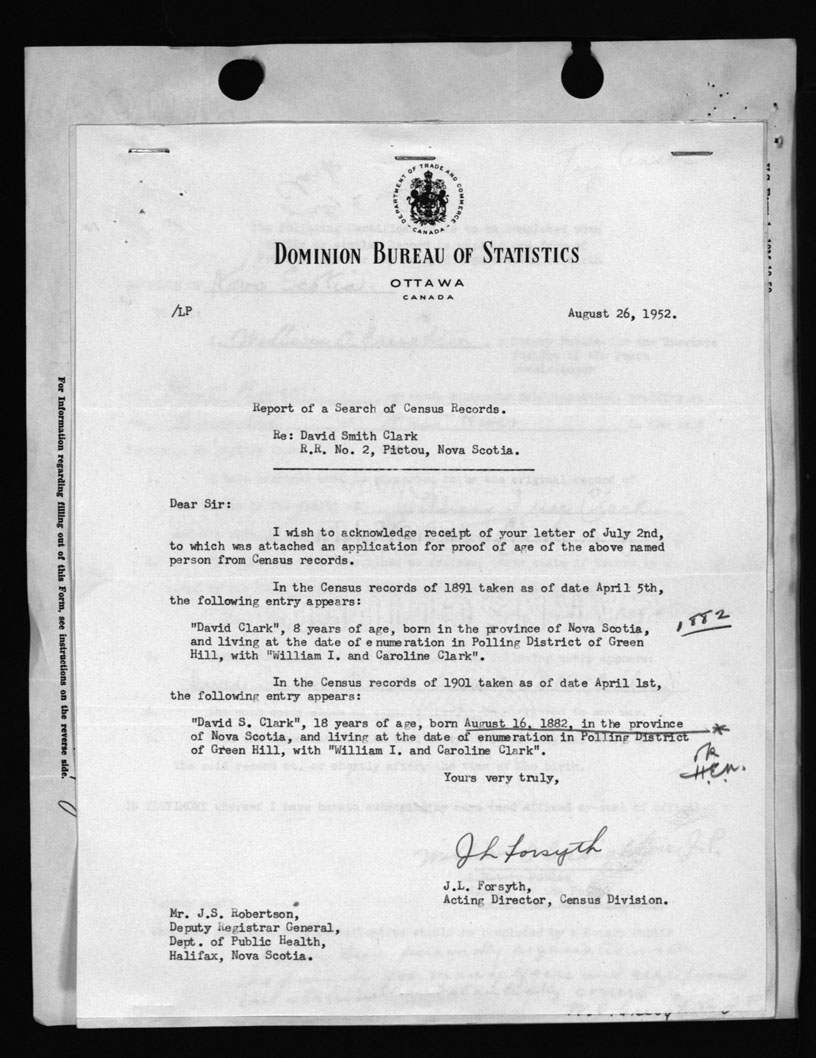 DEPARTMENT OF TRADE AND COMMERCE
CANADA
DOMINION BUREAU OF STATISTICS
OTTAWA
CANADA
/LP
August 26, 1952.
Report of a Search of Census Records.
Re: David Smith Clark
R.R. No. 2, Pictou, Nova Scotia.
Dear Sir:
I wish to acknowledge receipt of your letter of July 2nd,
to which was attached an application for proof of age of the above named
person from Census records.
In the Census records of 1891 taken as of date April 5th,
the following entry appears:
"David Clark", 8 years of age, born in the province of Nova Scotia,
and living at the date of enumeration in Polling District of Green
Hill, with "William I. and Caroline Clark".
1882
In the Census records of 1901 taken as of date April 1st,
the following entry appears:
"David S. Clark", 18 years of age, born August 16, 1882, in the province
of Nova Scotia, and living at the date of enumeration in Polling District
of Green Hill, with "William I. and Caroline Clark".
Yours very truly,
J L Forsyth
J.L. Forsyth,
Acting Director, Census Division.
Mr. J.S. Robertson,
Deputy Registrar General,
Dept. of Public Health,
Halifax, Nova Scotia.
For Information regarding filling out of this Form, see instructions on the reverse side.